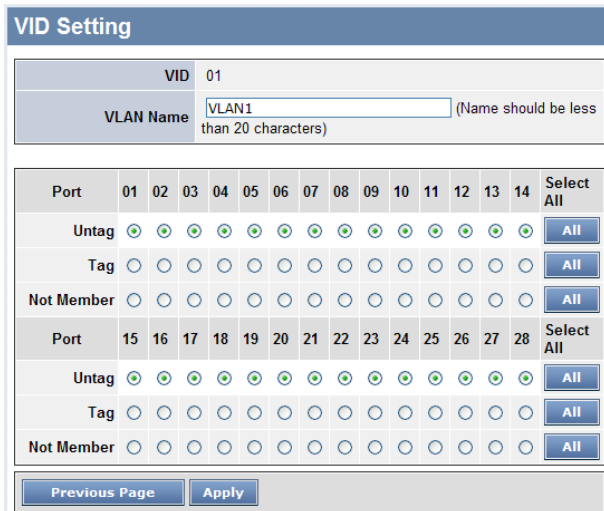 VID Setting
VID 01
VLAN Name VLAN1 (Name should be less
than 20 characters)
Port 01 02 03 04 05 06 07 08 09 10 11 12 13 14 Select
All
Untag All
Tag All
Not Member All
Port 15 16 17 18 19 20 21 22 23 24 25 26 27 28 Select
All
Untag All
Tag All
Not Member All
Previous Page Apply